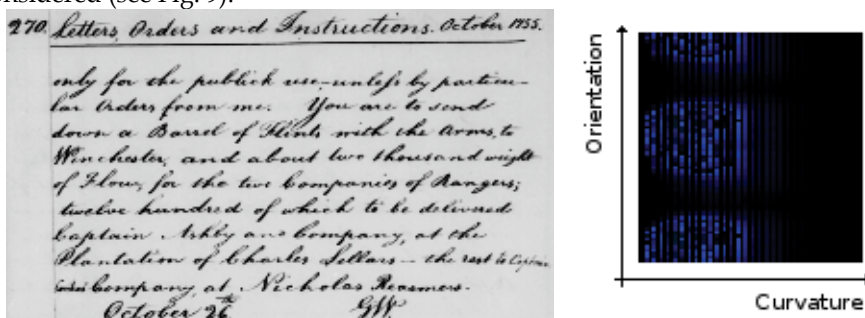 nsidered (see Fig. 9).
270. Letters, Orders and Instructions. October 1755.
only for the publick use—unless by particu-
lar Orders from me. You are to send
down a Barrel of Flints with the Arms, to
Winchester, and about two thousand weight
of Flour, for the two Companies of Rangers;
twelve hundred of which to be delivered
Captain Ashby and Company, at the
Plantation of Charles Sellars — the rest to Captain
Company, at Nicholas Reasmers.
October 26th GW.
Orientation
Curvature